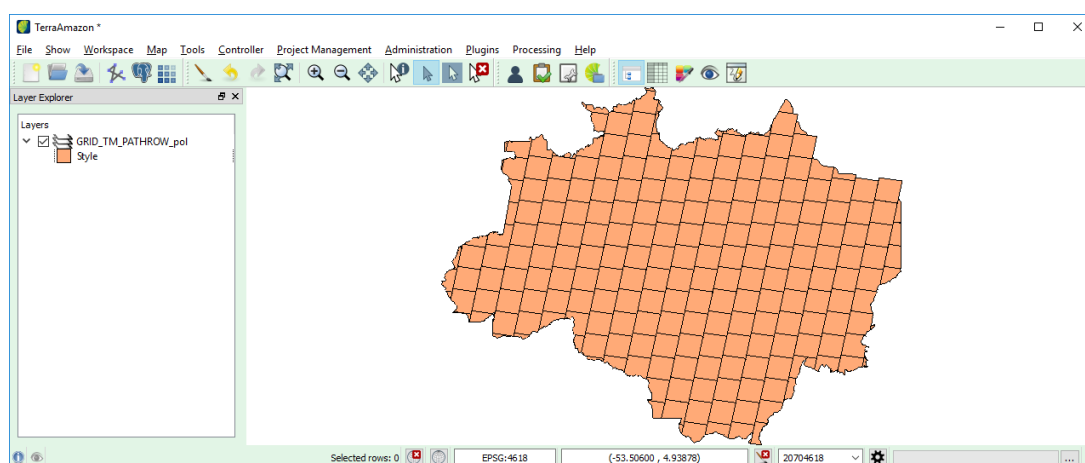 TerraAmazon *
File Show Workspace Map Tools Controller Project Management Administration Plugins Processing Help
Layer Explorer
Layers
GRID_TM_PATHROW_pol
Style
Selected rows: 0 EPSG:4618 (-53.50600 , 4.93878) 20704618 ...